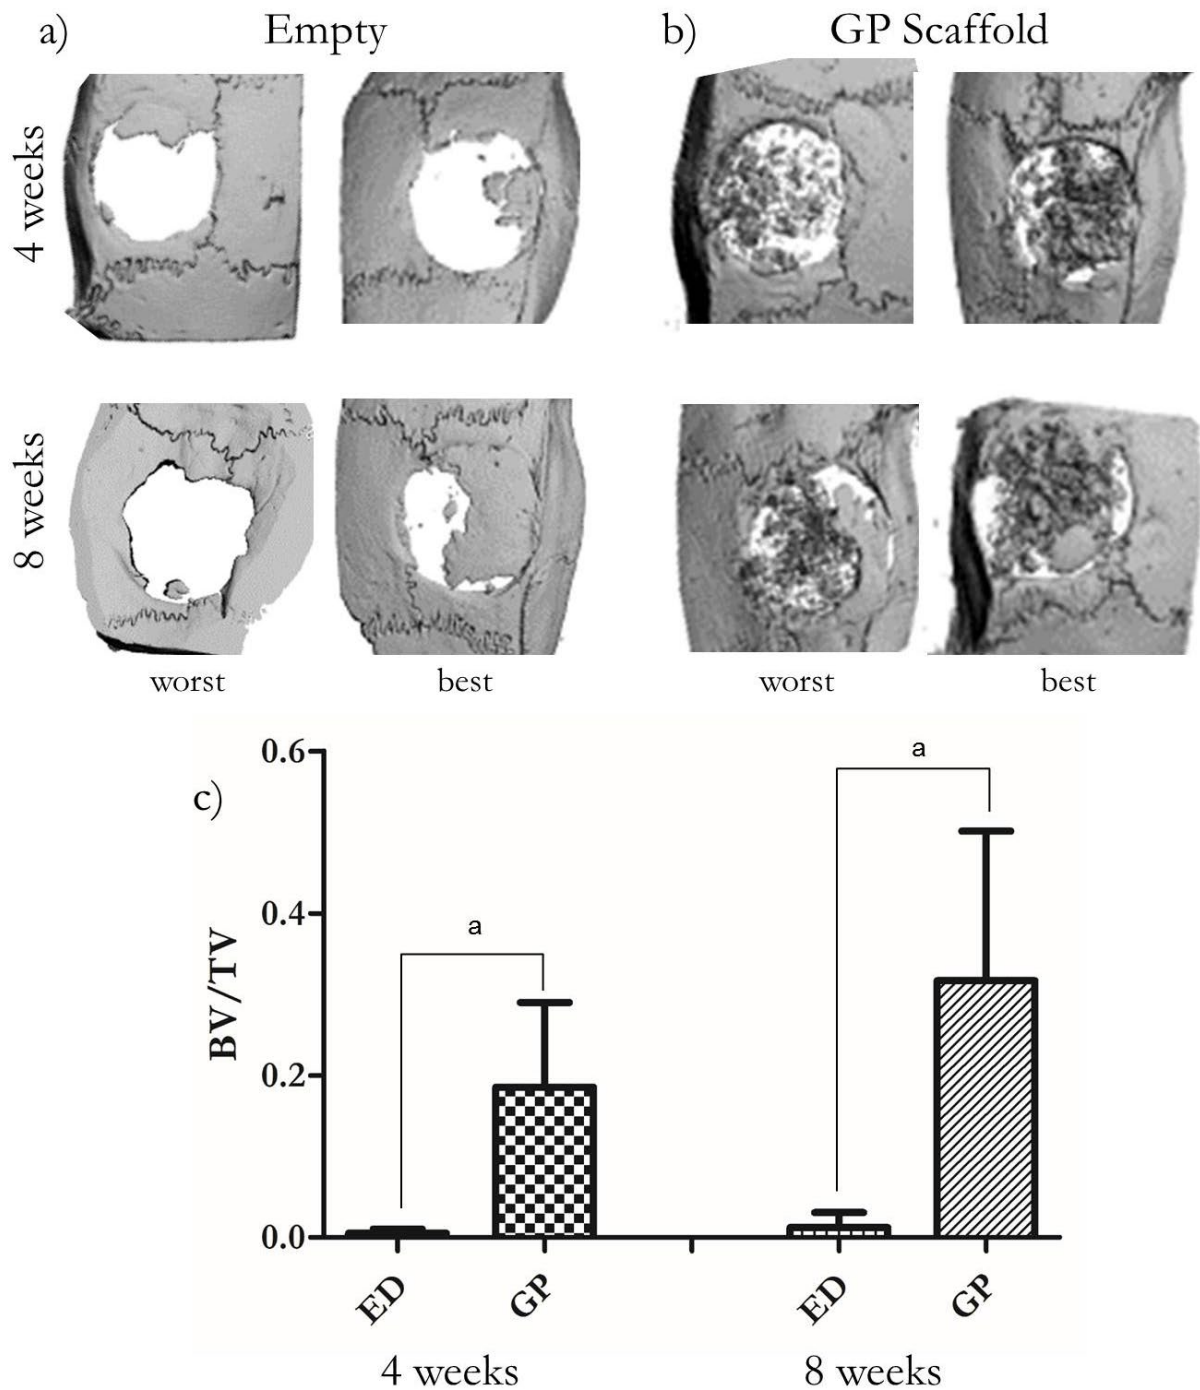 a) Empty
b) GP Scaffold
4 weeks
8 weeks
worst best worst best
c)
BV/TV
0.6
0.4
0.2
0.0
a
a
ED GP ED GP
4 weeks 8 weeks